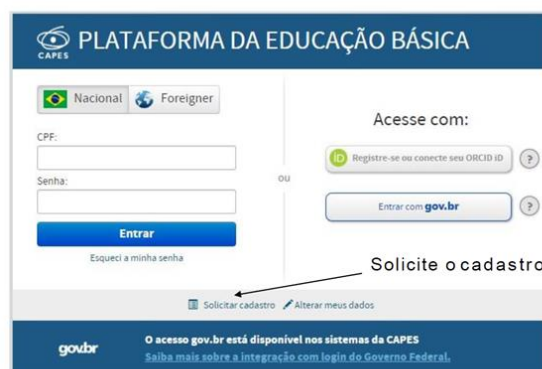 CAPES
PLATAFORMA DA EDUCAÇÃO BÁSICA
Nacional
Foreigner
CPF:
Senha:
Entrar
Esqueci a minha senha
ou
Acesse com:
iD Registre-se ou conecte seu ORCID iD
?
Entrar com gov.br
?
Solicite o cadastro
Solicitar cadastro
Alterar meus dados
gov.br
O acesso gov.br está disponível nos sistemas da CAPES
Saiba mais sobre a integração com login do Governo Federal.